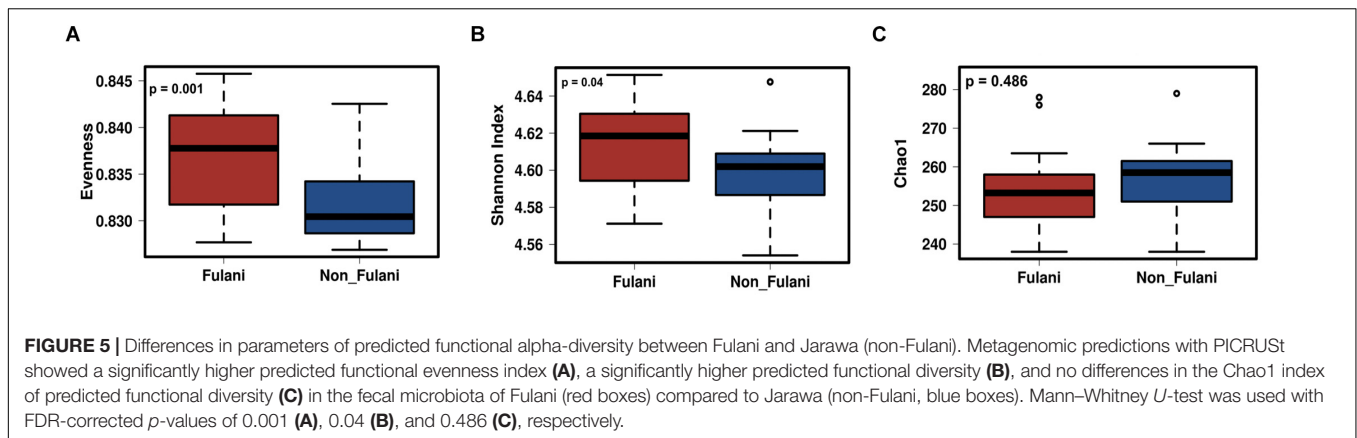 A
B
C
Evenness
0.845
0.840
0.835
0.830
p = 0.001
Fulani
Non_Fulani
Shannon Index
4.64
4.62
4.60
4.58
4.56
p = 0.04
Fulani
Non_Fulani
Chao1
280
270
260
250
240
p = 0.486
Fulani
Non_Fulani
FIGURE 5 | Differences in parameters of predicted functional alpha-diversity between Fulani and Jarawa (non-Fulani). Metagenomic predictions with PICRUSt
showed a significantly higher predicted functional evenness index (A), a significantly higher predicted functional diversity (B), and no differences in the Chao1 index
of predicted functional diversity (C) in the fecal microbiota of Fulani (red boxes) compared to Jarawa (non-Fulani, blue boxes). Mann–Whitney U-test was used with
FDR-corrected p-values of 0.001 (A), 0.04 (B), and 0.486 (C), respectively.